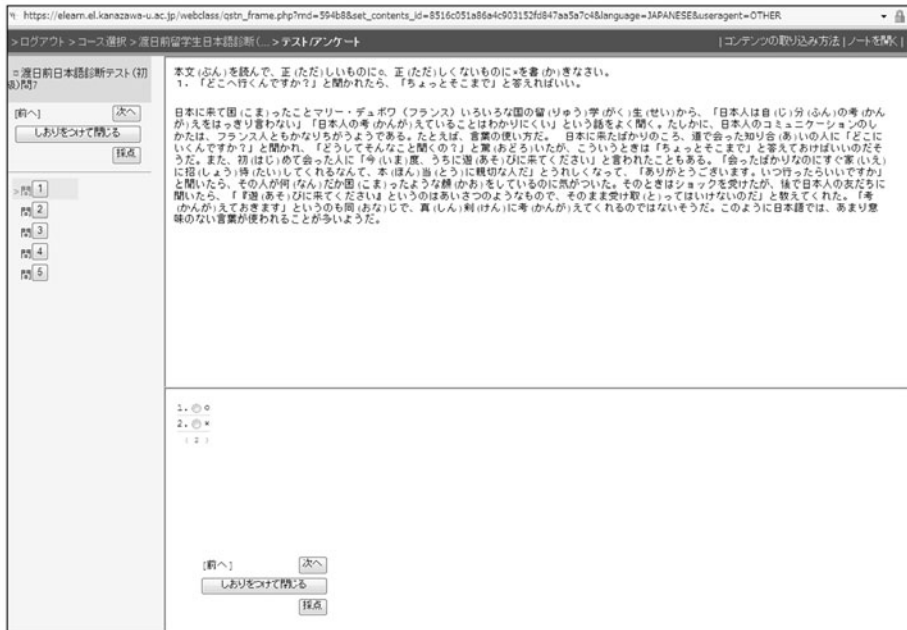 https://elearn.el.kanazawa-u.ac.jp/webclass/qstn_frame.php?md=594b8&set_contents_id=8516c051a86a4c903152fd847aa5a7c4&language=JAPANESE&useragent=OTHER
>ログアウト>コース選択>渡日前留学生日本語診断(...>テスト/アンケート
|コンテンツの取り込み方法|ノートを開く|
渡日前日本語診断テスト(初
級)問7
[前へ] 次へ
しおりをつけて閉じる
採点
>問 1
問 2
問 3
問 4
問 5
本文(ぶん)を読んで、正(ただ)しいものに○、正(ただ)しくないものに×を書(か)きなさい。
1. 「どこへ行くんですか?」と聞かれたら、「ちょっとそこまで」と答えればいい。
日本に来て困(こま)ったことマリー・デュボワ(フランス)いろいろな国の留(りゅう)学(がく)生(せい)から、「日本人は自(じ)分(ぶん)の考(かん
が)えをはっきり言わない」「日本人の考(かんが)えていることはわかりにくい」という話をよく聞く。たしかに、日本人のコミュニケーションのし
かたは、フランス人ともかなりちがうようである。たとえば、言葉の使い方だ。 日本に来たばかりのころ、道で会った知り合(あ)いの人に「どこに
いくんですか?」と聞かれ、「どうしてそんなこと聞くの?」と驚(おどろ)いたが、こういうときは「ちょっとそこまで」と答えておけばいいのだそ
うだ。また、初(はじ)めて会った人に「今(いま)度、うちに遊(あそ)びに来てください」と言われたこともある。「会ったばかりなのにすぐ家(いえ)
に招(しょう)待(たい)してくれるなんて、本(ほん)当(とう)に親切な人だ」とうれしくなって、「ありがとうございます。いつ行ったらいいですか」
と聞いたら、その人が何(なん)だか困(こま)ったような顔(かお)をしているのに気がついた。そのときはショックを受けたが、後で日本人の友だちに
聞いたら、「『遊(あそ)びに来てください』というのはあいさつのようなもので、そのまま受け取(と)ってはいけないのだ」と教えてくれた。「考
(かんが)えておきます」というのも同(おな)じで、真(しん)剣(けん)に考(かんが)えてくれるのではないそうだ。このように日本語では、あまり意
味のない言葉が使われることが多いようだ。
1. ○
2. ×
( 2 )
[前へ] 次へ
しおりをつけて閉じる
採点